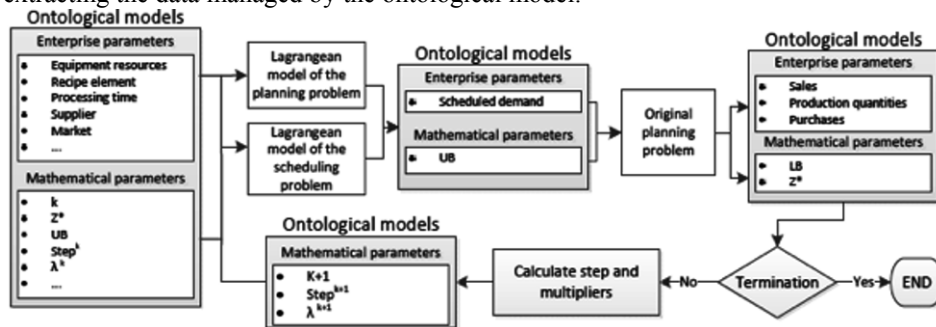 extracting the data managed by the ontological model.
Ontological models
Enterprise parameters
Equipment resources
Recipe element
Processing time
Supplier
Market
...
Mathematical parameters
k
Z*
UB
Step^k
λ^k
...
Lagrangean
model of the
planning problem
Lagrangean
model of the
scheduling
problem
Ontological models
Enterprise parameters
Scheduled demand
Mathematical parameters
UB
Original
planning
problem
Ontological models
Enterprise parameters
Sales
Production quantities
Purchases
Mathematical parameters
LB
Z*
Termination
Yes
END
No
Calculate step and
multipliers
Ontological models
Mathematical parameters
K+1
Step^k+1
λ^k+1